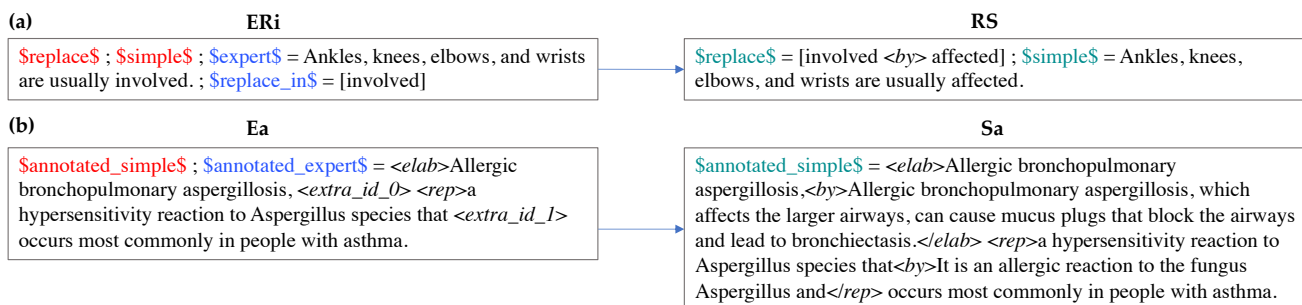 (a)
ERi
RS
$replace$ ; $simple$ ; $expert$ = Ankles, knees, elbows, and wrists
are usually involved. ; $replace_in$ = [involved]
$replace$ = [involved <by> affected] ; $simple$ = Ankles, knees,
elbows, and wrists are usually affected.
(b)
Ea
Sa
$annotated_simple$ ; $annotated_expert$ = <elab>Allergic
bronchopulmonary aspergillosis, <extra_id_0> <rep>a
hypersensitivity reaction to Aspergillus species that <extra_id_1>
occurs most commonly in people with asthma.
$annotated_simple$ = <elab>Allergic bronchopulmonary
aspergillosis,<by>Allergic bronchopulmonary aspergillosis, which
affects the larger airways, can cause mucus plugs that block the airways
and lead to bronchiectasis.</elab> <rep>a hypersensitivity reaction to
Aspergillus species that<by>It is an allergic reaction to the fungus
Aspergillus and</rep> occurs most commonly in people with asthma.